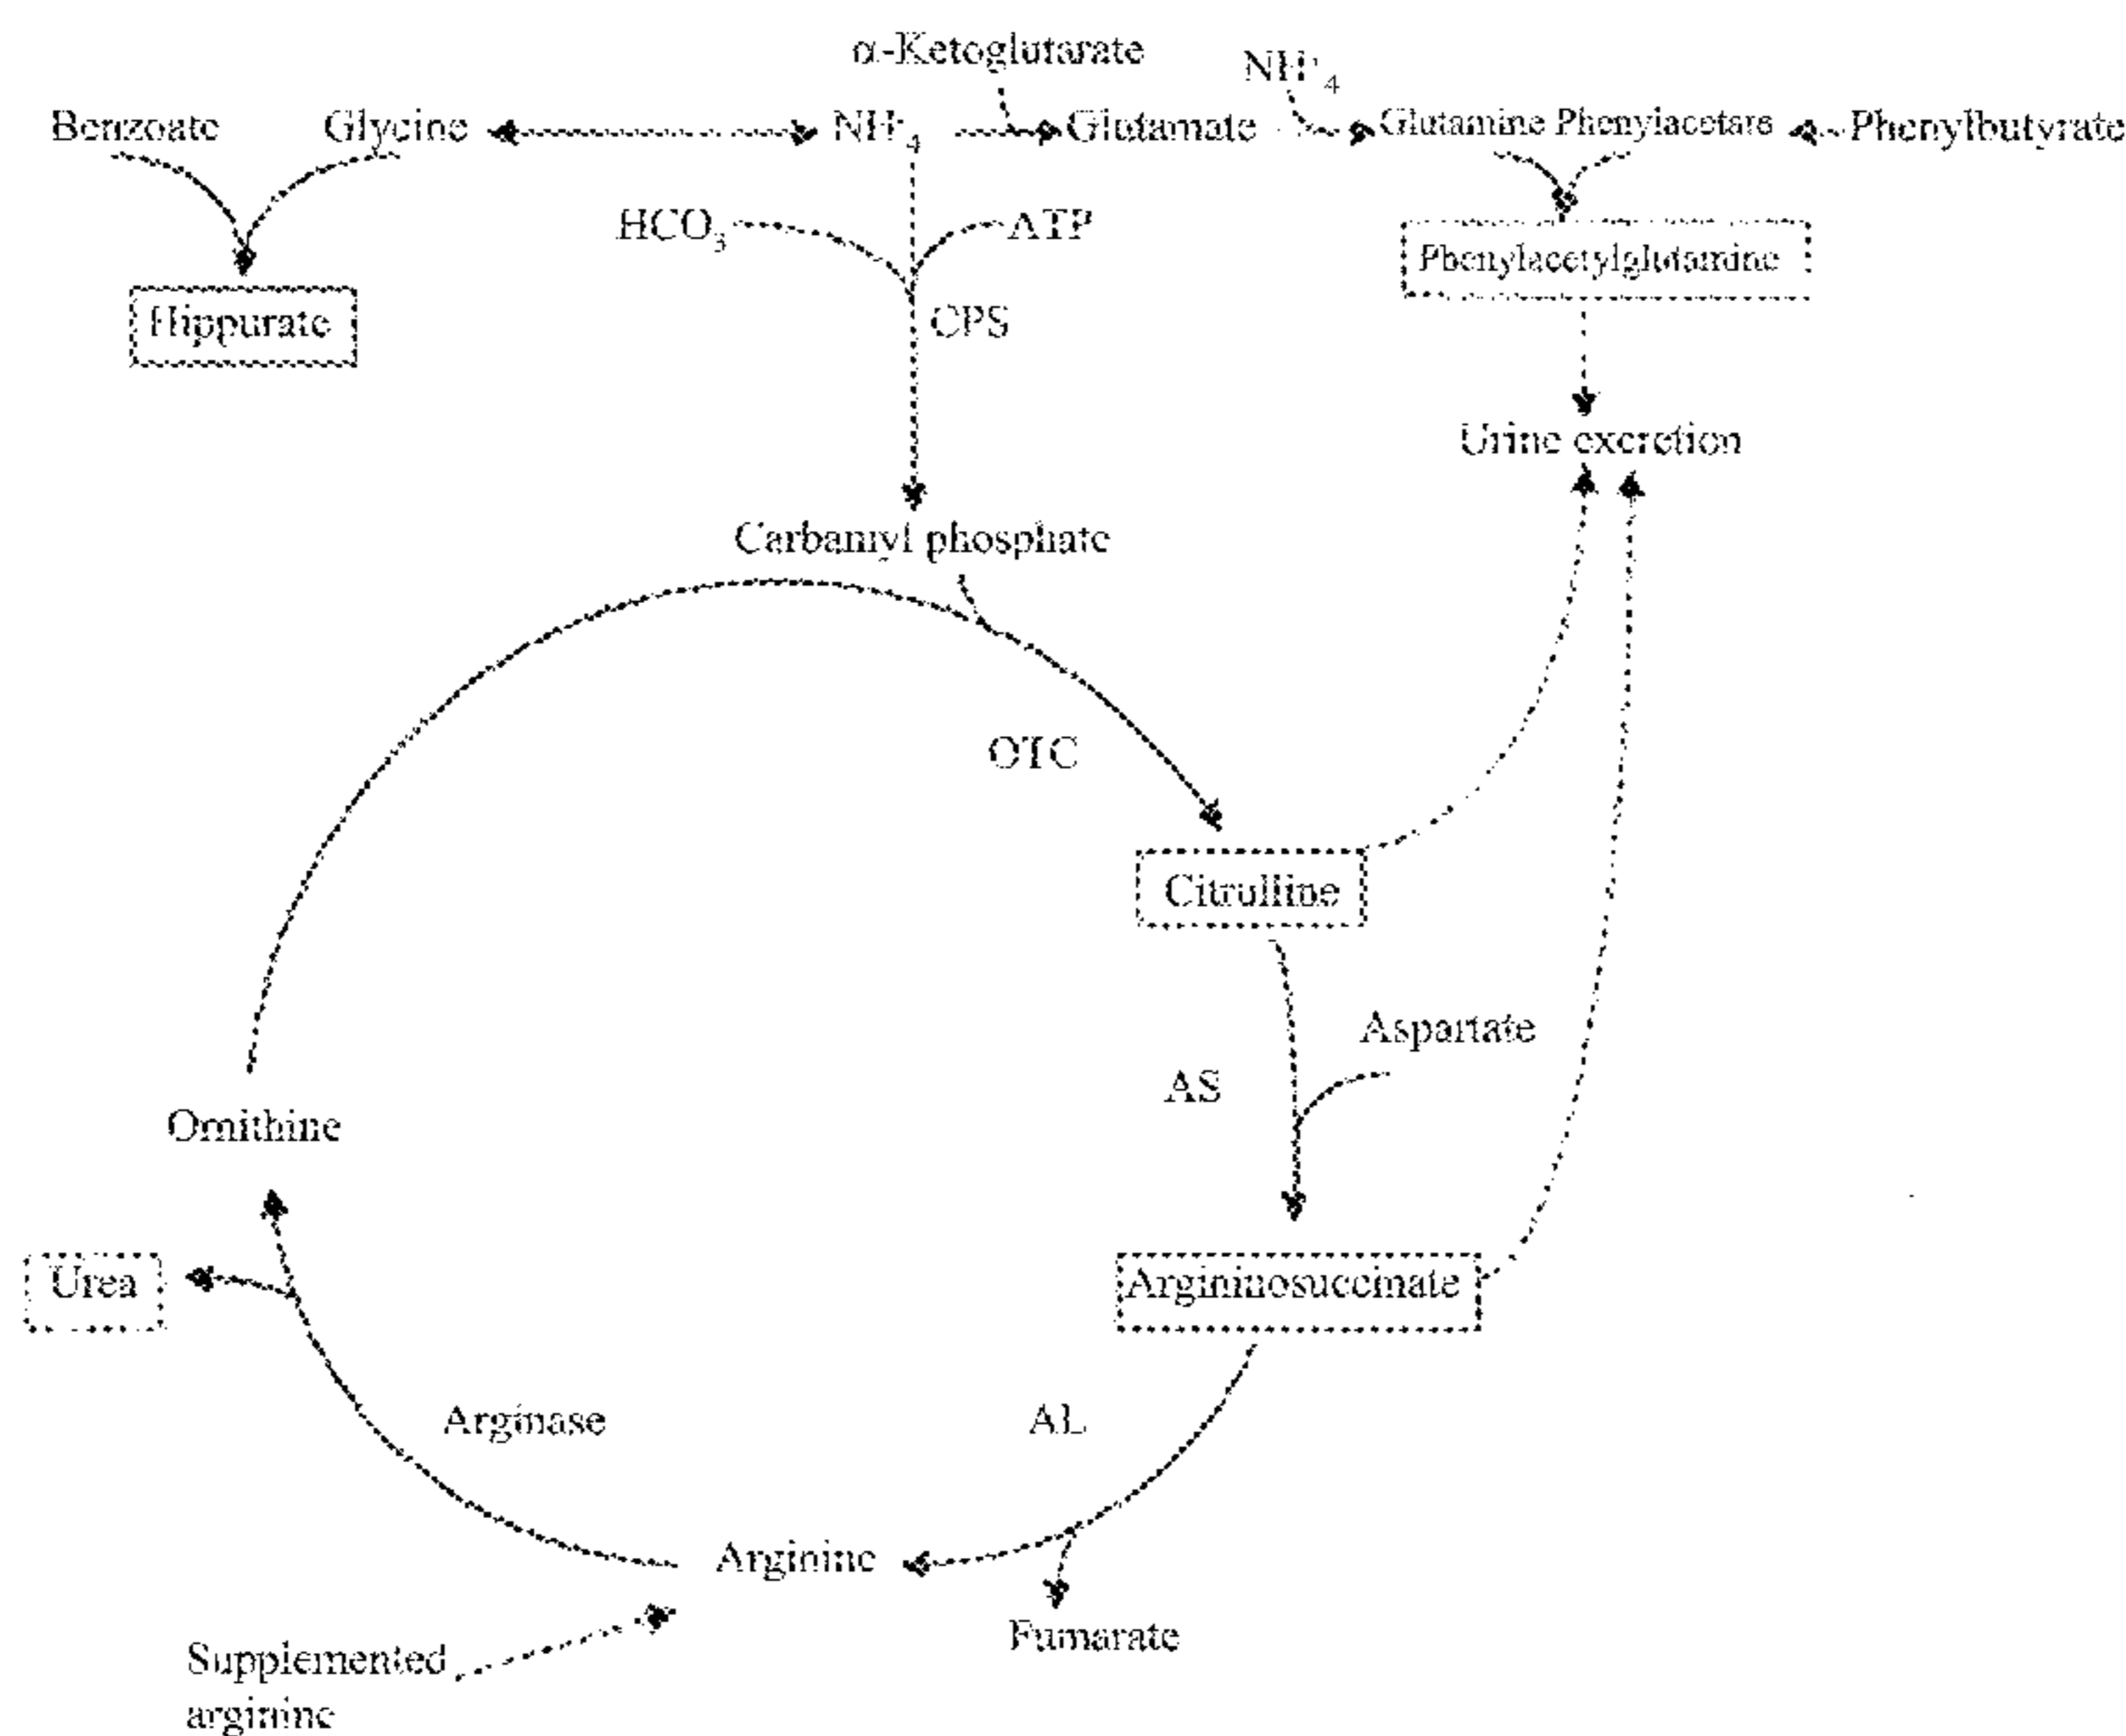 α-Ketoglutarate
NH⁺₄
Benzoate
Glycine
NH⁺₄
Glutamate
Glutamine Phenylacetate
Phenylbutyrate
HCO₃
ATP
Phenylacetylglutamine
Hippurate
CPS
Urine excretion
Carbamyl phosphate
OTC
Citrulline
Aspartate
AS
Ornithine
Urea
Argininosuccinate
Arginase
AL
Arginine
Fumarate
Supplemented
arginine